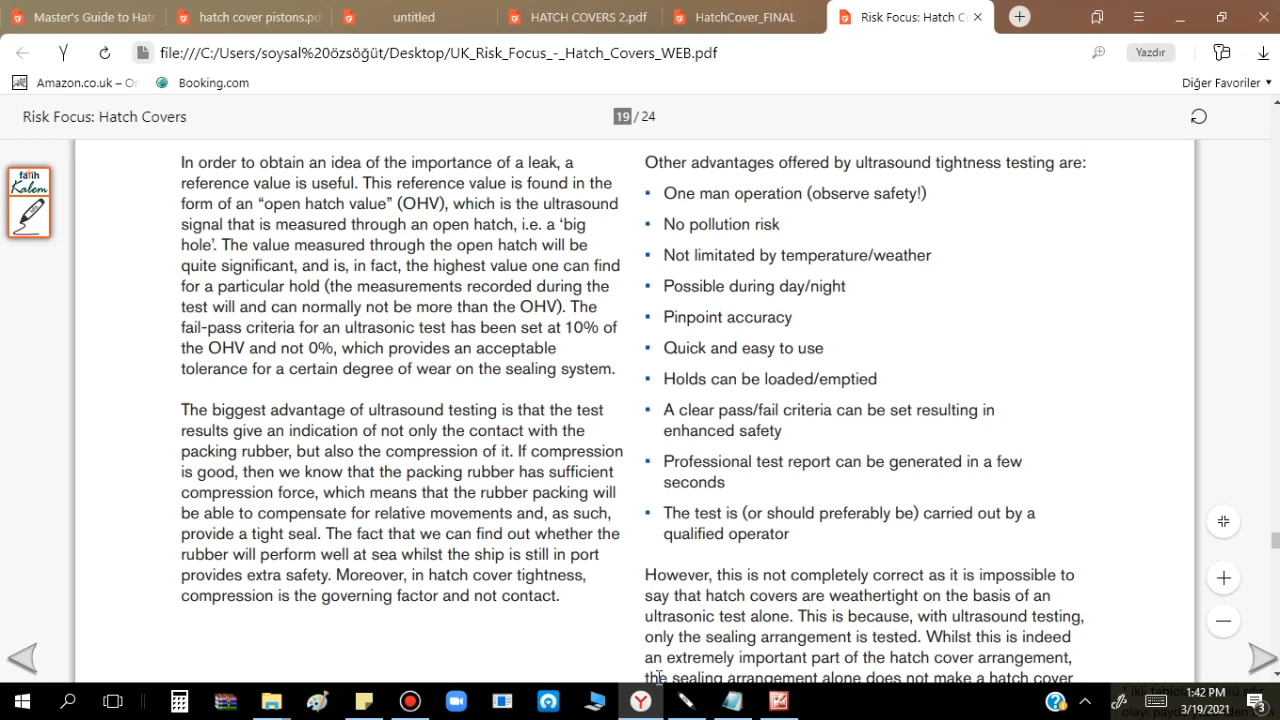 Master's Guide to Hatc
hatch cover pistons.pd
untitled
HATCH COVERS 2.pdf
HatchCover_FINAL
Risk Focus: Hatch Co
file:///C:/Users/soysal%20özsöğüt/Desktop/UK_Risk_Focus_-_Hatch_Covers_WEB.pdf
Yazdır
Amazon.co.uk – On
Booking.com
Diğer Favoriler
Risk Focus: Hatch Covers
19 / 24
fatih
Kalem
In order to obtain an idea of the importance of a leak, a
reference value is useful. This reference value is found in the
form of an “open hatch value” (OHV), which is the ultrasound
signal that is measured through an open hatch, i.e. a ‘big
hole’. The value measured through the open hatch will be
quite significant, and is, in fact, the highest value one can find
for a particular hold (the measurements recorded during the
test will and can normally not be more than the OHV). The
fail-pass criteria for an ultrasonic test has been set at 10% of
the OHV and not 0%, which provides an acceptable
tolerance for a certain degree of wear on the sealing system.
The biggest advantage of ultrasound testing is that the test
results give an indication of not only the contact with the
packing rubber, but also the compression of it. If compression
is good, then we know that the packing rubber has sufficient
compression force, which means that the rubber packing will
be able to compensate for relative movements and, as such,
provide a tight seal. The fact that we can find out whether the
rubber will perform well at sea whilst the ship is still in port
provides extra safety. Moreover, in hatch cover tightness,
compression is the governing factor and not contact.
Other advantages offered by ultrasound tightness testing are:
▪ One man operation (observe safety!)
▪ No pollution risk
▪ Not limitated by temperature/weather
▪ Possible during day/night
▪ Pinpoint accuracy
▪ Quick and easy to use
▪ Holds can be loaded/emptied
▪ A clear pass/fail criteria can be set resulting in
enhanced safety
▪ Professional test report can be generated in a few
seconds
▪ The test is (or should preferably be) carried out by a
qualified operator
However, this is not completely correct as it is impossible to
say that hatch covers are weathertight on the basis of an
ultrasonic test alone. This is because, with ultrasound testing,
only the sealing arrangement is tested. Whilst this is indeed
an extremely important part of the hatch cover arrangement,
the sealing arrangement alone does not make a hatch cover
1:42 PM
3/19/2021
3